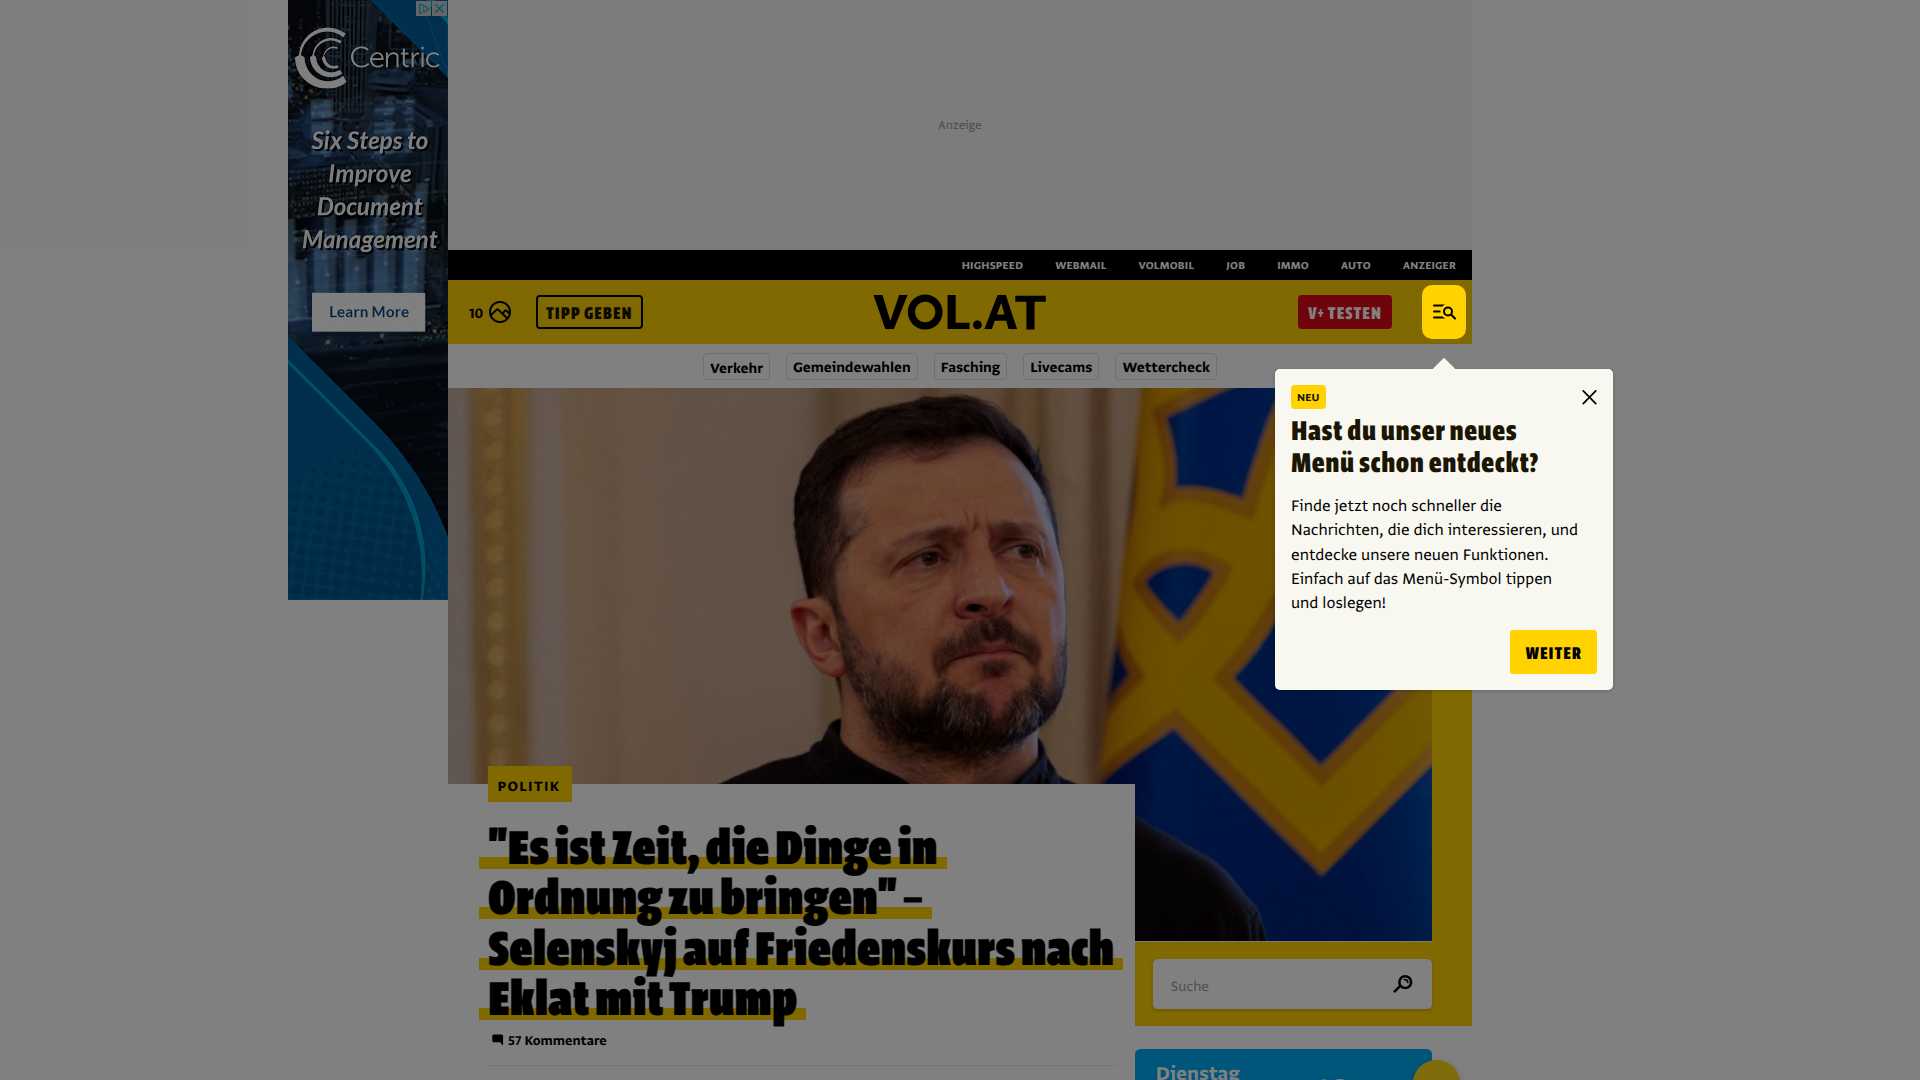 Centric
Six Steps to
Improve
Document
Management
Learn More
Anzeige
HIGHSPEED WEBMAIL VOLMOBIL JOB IMMO AUTO ANZEIGER
10 TIPP GEBEN VOL.AT V+ TESTEN
Verkehr Gemeindewahlen Fasching Livecams Wettercheck
NEU
Hast du unser neues
Menü schon entdeckt?
Finde jetzt noch schneller die
Nachrichten, die dich interessieren, und
entdecke unsere neuen Funktionen.
Einfach auf das Menü-Symbol tippen
und loslegen!
WEITER
POLITIK
"Es ist Zeit, die Dinge in
Ordnung zu bringen" –
Selenskyj auf Friedenskurs nach
Eklat mit Trump
57 Kommentare
Suche
Dienstag